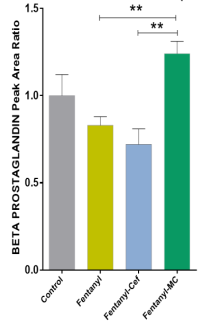 **
**
1.5
1.0
0.5
0.0
BETA PROSTAGLANDIN Peak Area Ratio
Control
Fentanyl
Fentanyl-Cef
Fentanyl-MC